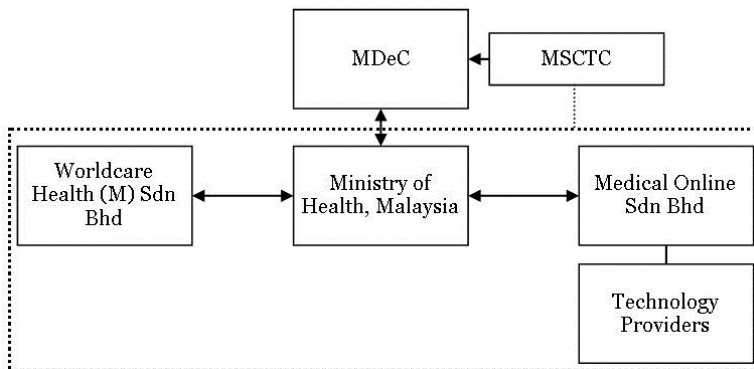 MDeC
MSCTC
Worldcare
Health (M) Sdn
Bhd
Ministry of
Health, Malaysia
Medical Online
Sdn Bhd
Technology
Providers